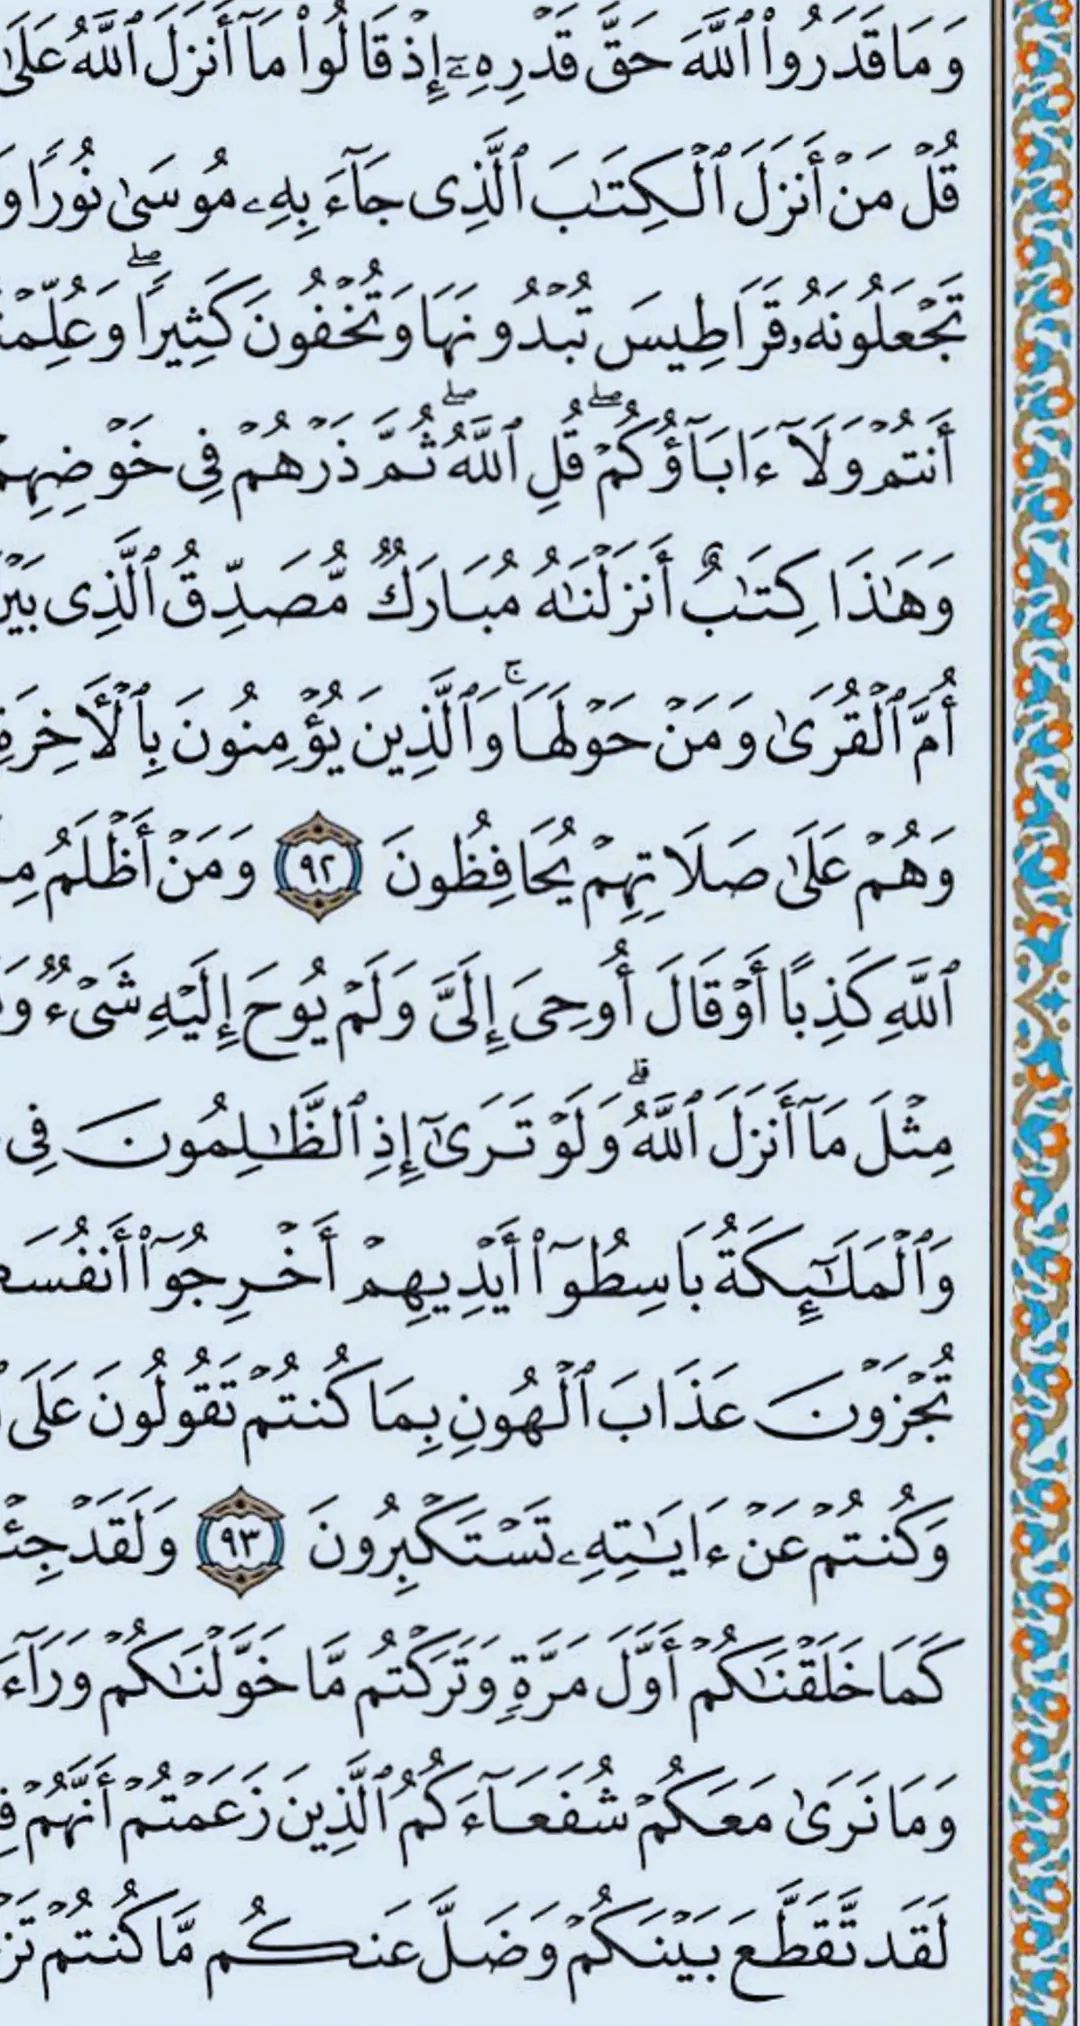 وَمَا قَدَرُوا۟ ٱللَّهَ حَقَّ قَدْرِهِۦٓ إِذْ قَالُوا۟ مَآ أَنزَلَ ٱللَّهُ عَلَىٰ
قُلْ مَنْ أَنزَلَ ٱلْكِتَـٰبَ ٱلَّذِى جَآءَ بِهِۦ مُوسَىٰ نُورًا
تَجْعَلُونَهُۥ قَرَاطِيسَ تُبْدُونَهَا وَتُخْفُونَ كَثِيرًا ۖ
أَنتُمْ وَلَآ ءَابَآؤُكُمْ ۖ قُلِ ٱللَّهُ ۖ ثُمَّ ذَرْهُمْ فِى خَوْضِهِمْ
وَهَـٰذَا كِتَـٰبٌ أَنزَلْنَـٰهُ مُبَارَكٌ مُّصَدِّقُ ٱلَّذِى بَيْنَ
أُمَّ ٱلْقُرَىٰ وَمَنْ حَوْلَهَا ۚ وَٱلَّذِينَ يُؤْمِنُونَ بِٱلْـَٔاخِرَةِ
وَهُمْ عَلَىٰ صَلَاتِهِمْ يُحَافِظُونَ ٩٢ وَمَنْ أَظْلَمُ
ٱللَّهِ كَذِبًا أَوْ قَالَ أُوحِىَ إِلَىَّ وَلَمْ يُوحَ إِلَيْهِ شَىْءٌ
مِثْلَ مَآ أَنزَلَ ٱللَّهُ ۗ وَلَوْ تَرَىٰٓ إِذِ ٱلظَّـٰلِمُونَ فِى
وَٱلْمَلَـٰٓئِكَةُ بَاسِطُوٓا۟ أَيْدِيهِمْ أَخْرِجُوٓا۟
تُجْزَوْنَ عَذَابَ ٱلْهُونِ بِمَا كُنتُمْ تَقُولُونَ عَلَى
وَكُنتُمْ عَنْ ءَايَـٰتِهِۦ تَسْتَكْبِرُونَ ٩٣ وَلَقَدْ
كَمَا خَلَقْنَـٰكُمْ أَوَّلَ مَرَّةٍ وَتَرَكْتُم مَّا خَوَّلْنَـٰكُمْ وَرَآءَ
وَمَا نَرَىٰ مَعَكُمْ شُفَعَآءَكُمُ ٱلَّذِينَ زَعَمْتُمْ أَنَّهُمْ
لَقَد تَّقَطَّعَ بَيْنَكُمْ وَضَلَّ عَنكُم مَّا كُنتُمْ